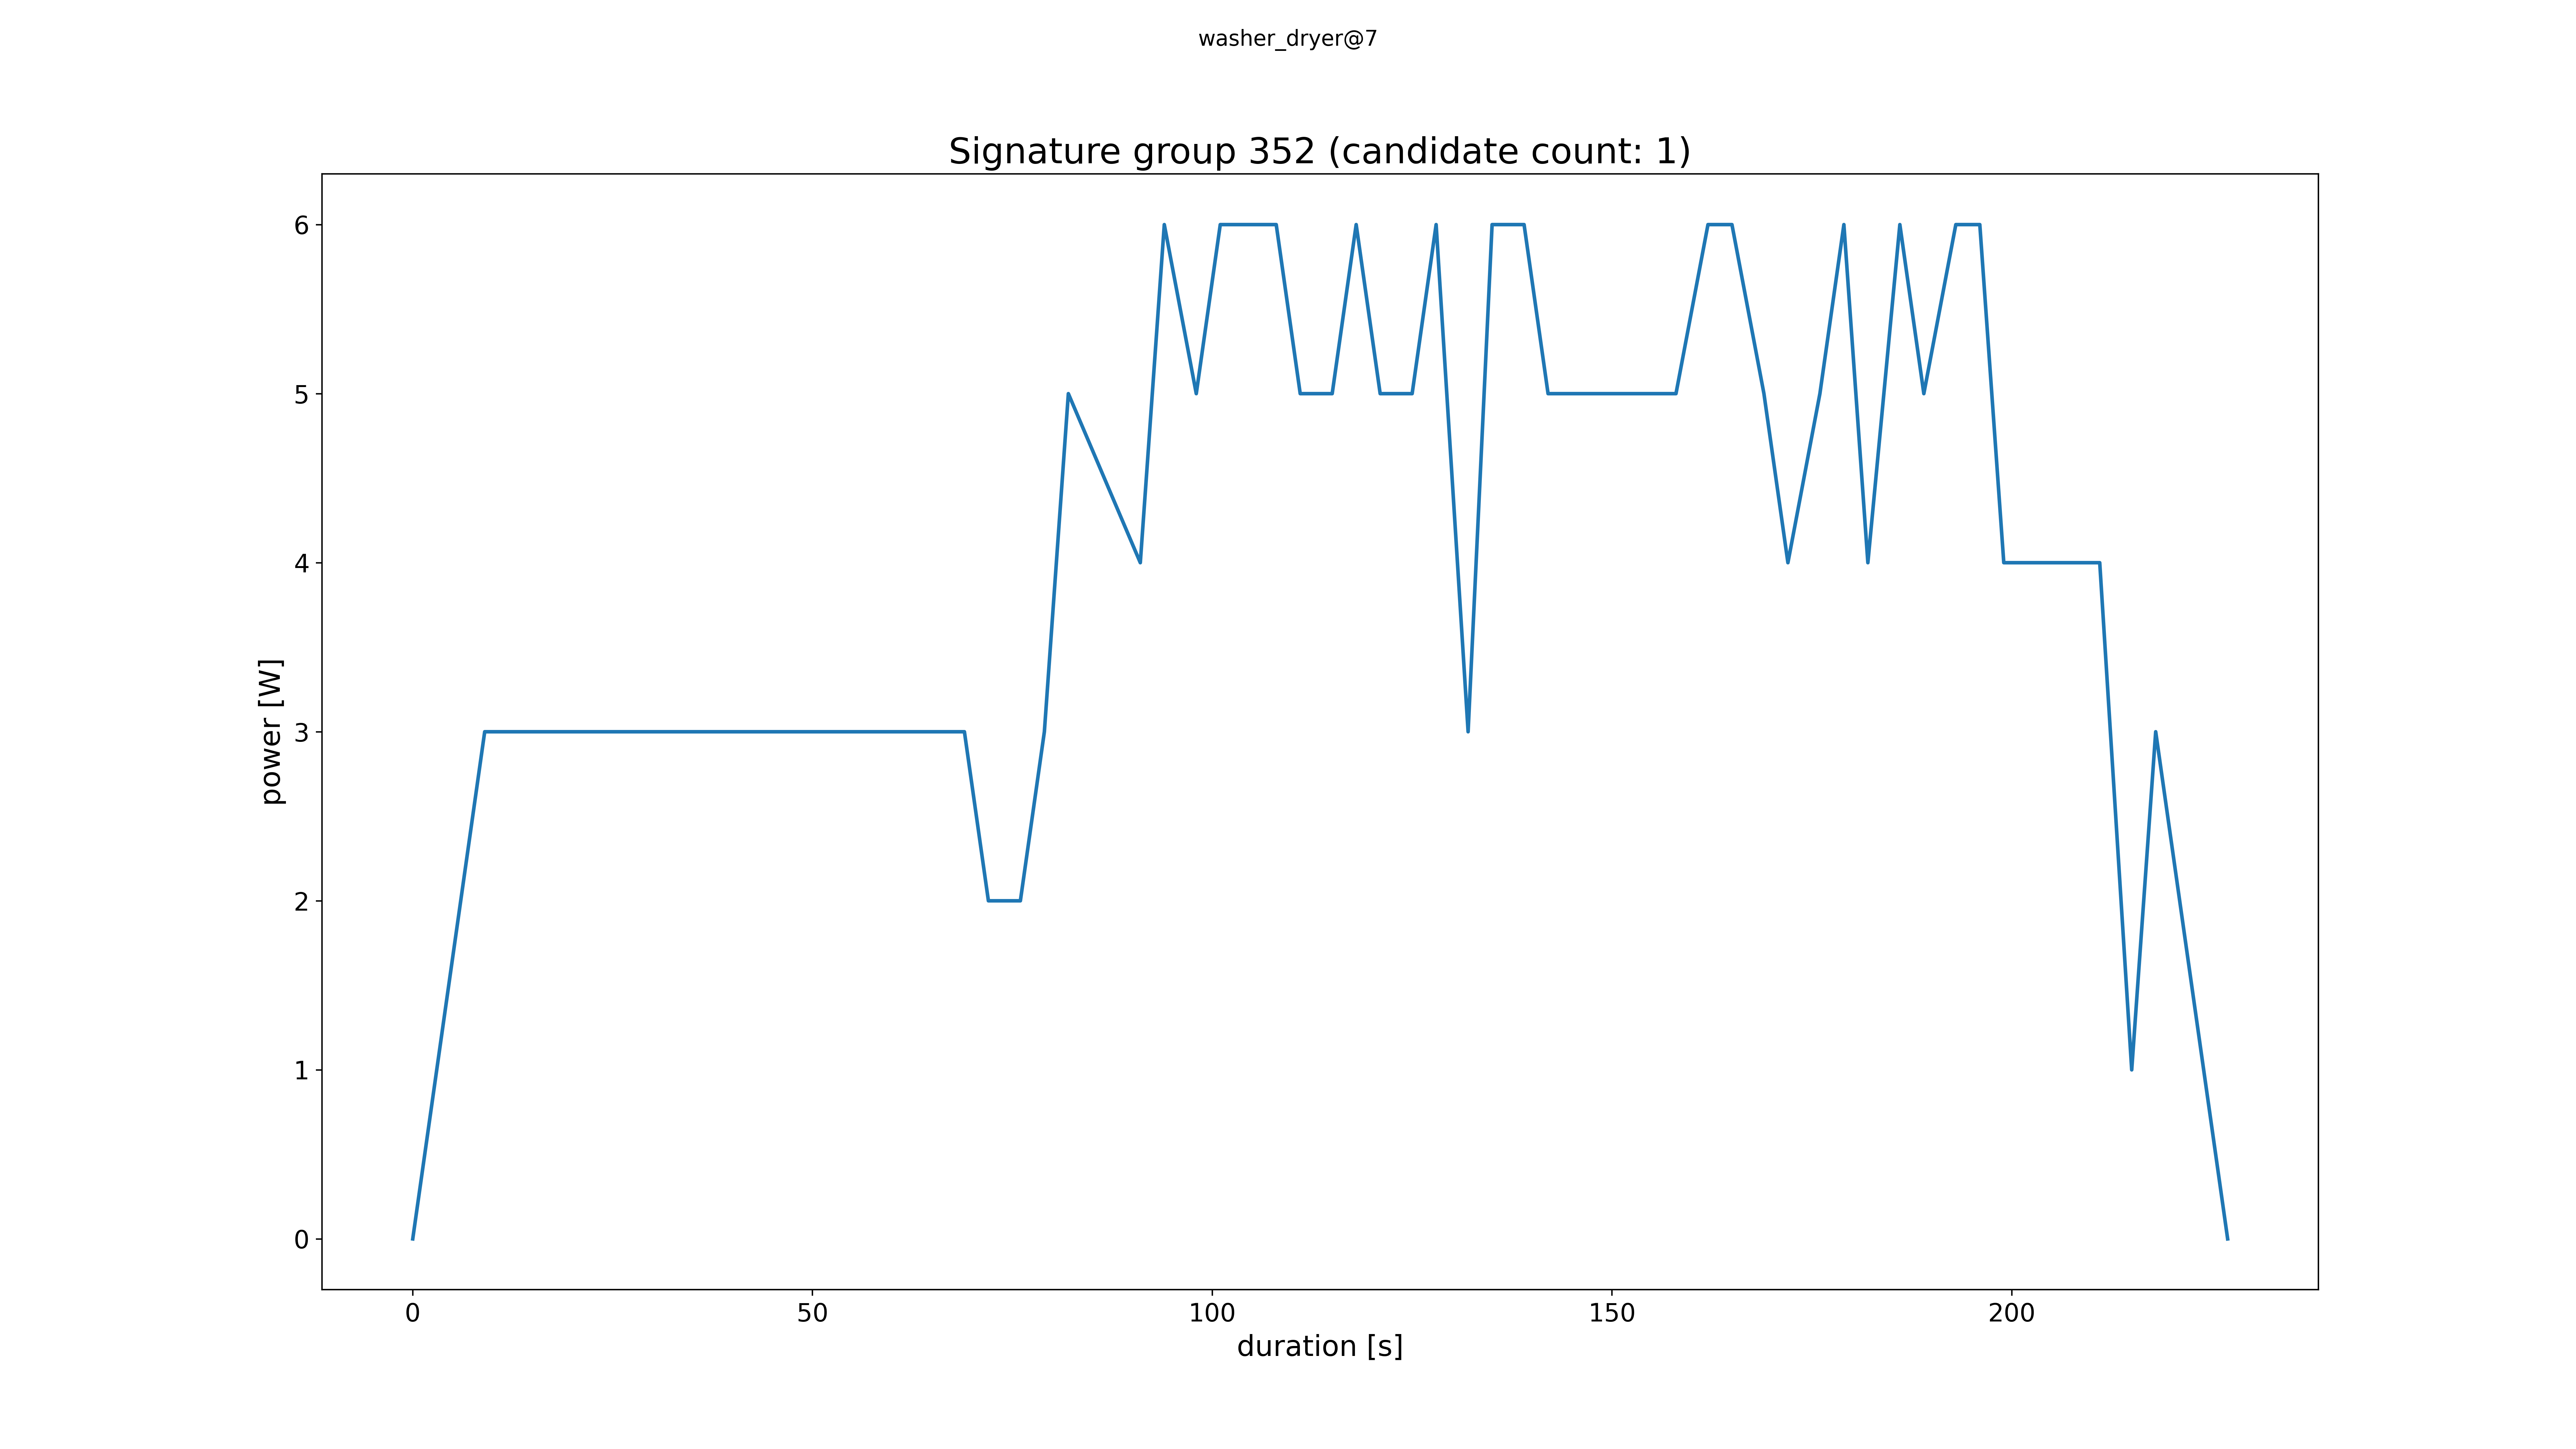 washer_dryer@7
Signature group 352 (candidate count: 1)
6
5
4
3
2
1
0
power [W]
0 50 100 150 200
duration [s]